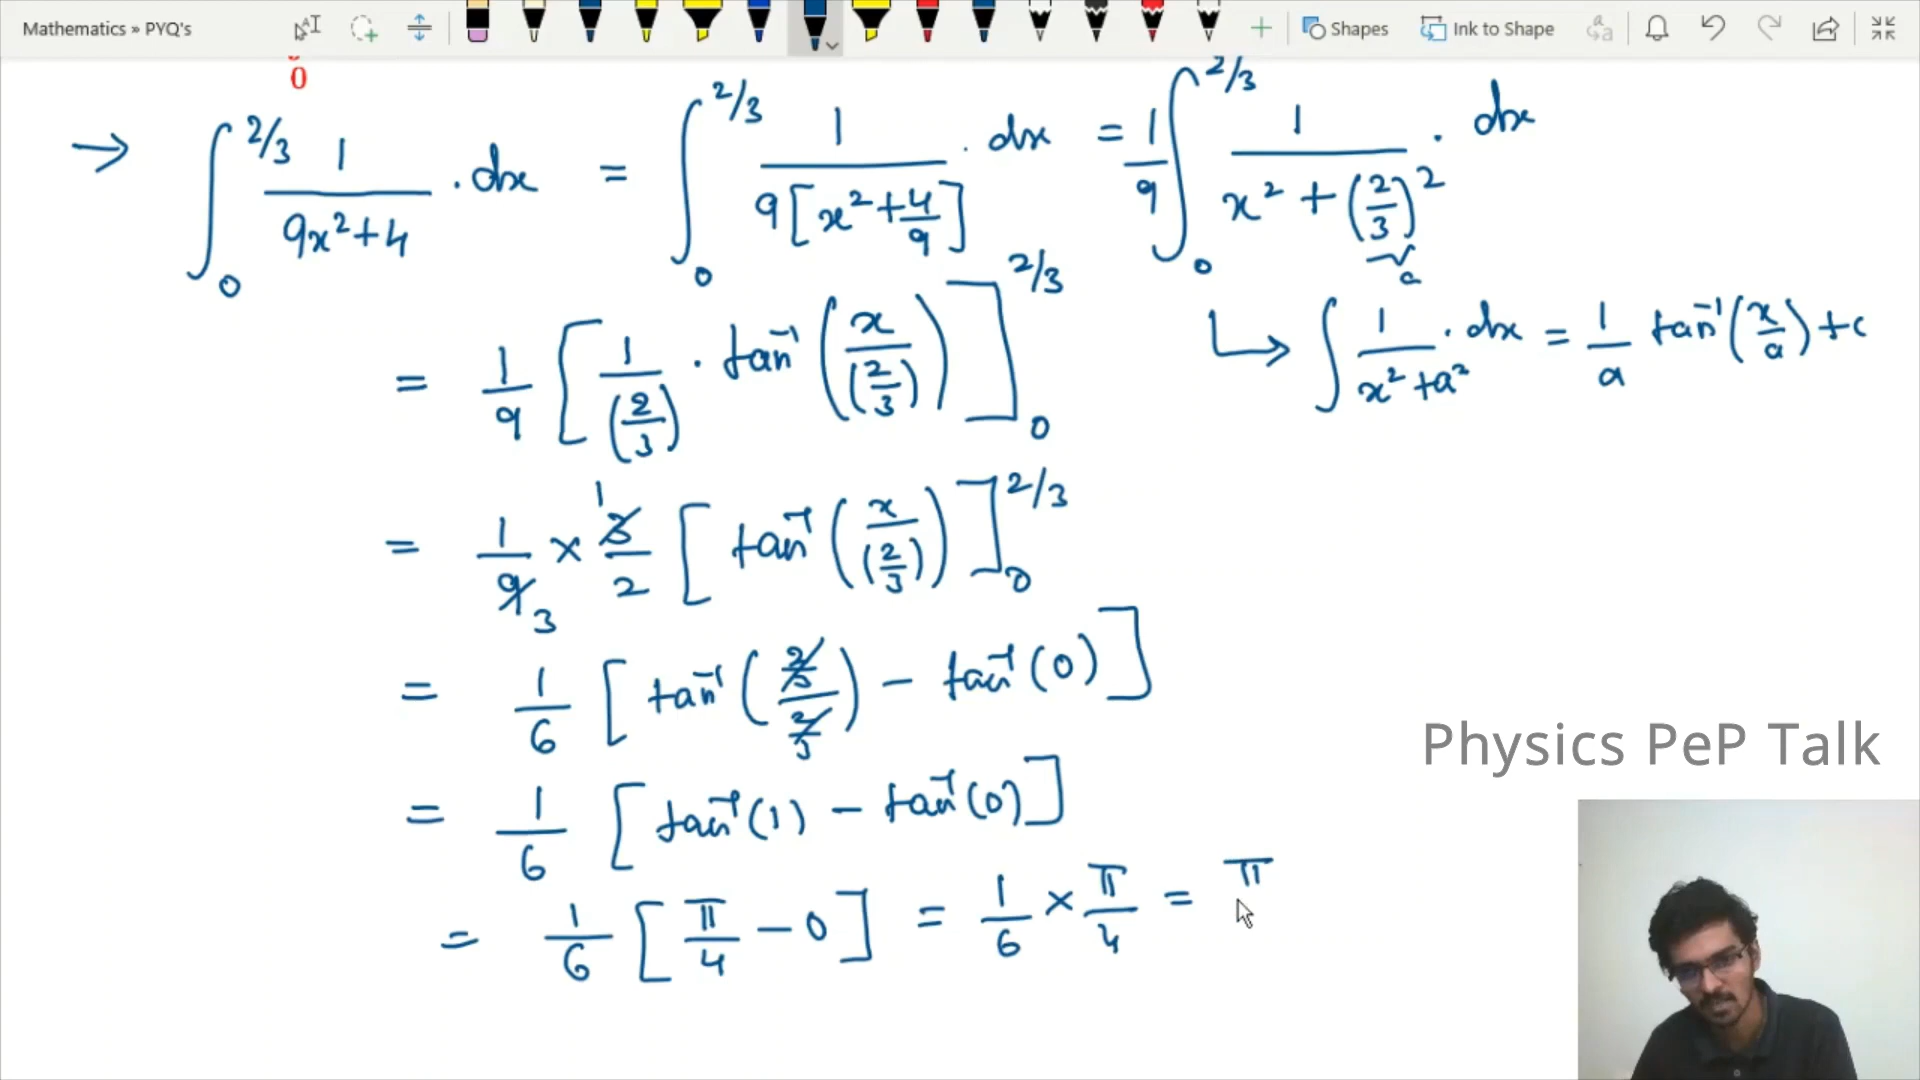 Mathematics » PYQ's
Shapes
Ink to Shape
0
→ ∫₀^{2/3} 1/(9x²+4) · dx = ∫₀^{2/3} 1/(9[x²+4/9]) · dx = 1/9 ∫₀^{2/3} 1/(x²+(2/3)²) · dx
a
= 1/9 [1/(2/3) · tan⁻¹(x/(2/3))]₀^{2/3}
↳ ∫ 1/(x²+a²) · dx = 1/a tan⁻¹(x/a) + c
= 1/9 3 × 3/2 1 [tan⁻¹(x/(2/3))]₀^{2/3}
= 1/6 [tan⁻¹((2/3)/(2/3)) − tan⁻¹(0)]
= 1/6 [tan⁻¹(1) − tan⁻¹(0)]
= 1/6 [π/4 − 0] = 1/6 × π/4 = π
Physics PeP Talk